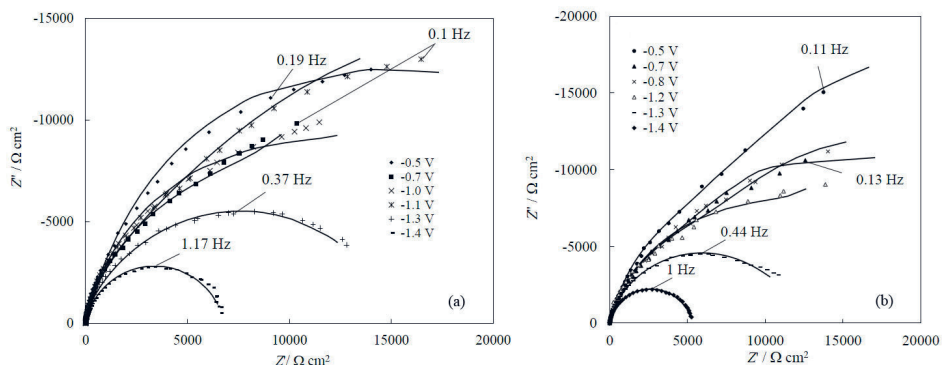 -15000
-10000
-5000
0
Z'' / Ω cm²
0.19 Hz
0.1 Hz
0.37 Hz
1.17 Hz
-0.5 V
-0.7 V
-1.0 V
-1.1 V
-1.3 V
-1.4 V
(a)
0
5000
10000
15000
20000
Z'/ Ω cm²
-20000
-15000
-10000
-5000
0
Z'' / Ω cm²
-0.5 V
-0.7 V
-0.8 V
-1.2 V
-1.3 V
-1.4 V
0.11 Hz
0.13 Hz
0.44 Hz
1 Hz
(b)
0
5000
10000
15000
20000
Z'/ Ω cm²